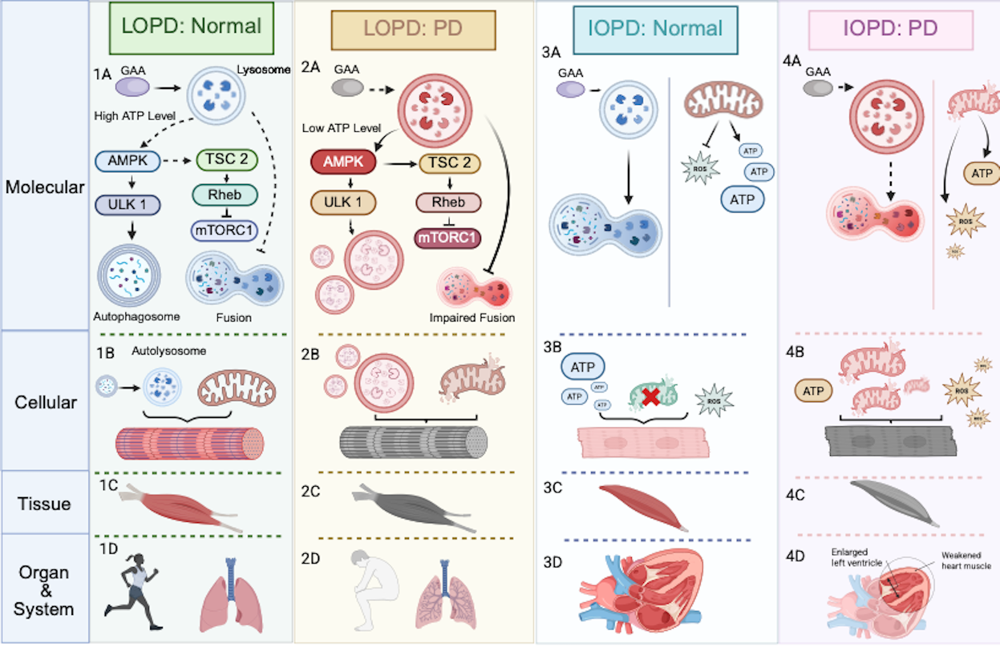 LOPD: Normal
LOPD: PD
IOPD: Normal
IOPD: PD
Molecular
1A
GAA
Lysosome
High ATP Level
AMPK
TSC 2
ULK 1
Rheb
mTORC1
Autophagosome
Fusion
2A
GAA
Low ATP Level
AMPK
TSC 2
ULK 1
Rheb
mTORC1
Impaired Fusion
3A
GAA
ROS
ATP
ATP
ATP
4A
GAA
ATP
ROS
ROS
Cellular
1B
Autolysosome
2B
3B
ATP
ATP
ATP
ATP
ROS
4B
ATP
ROS
ROS
ROS
Tissue
1C
2C
3C
4C
Organ
&
System
1D
2D
3D
4D
Enlarged
left ventricle
Weakened
heart muscle